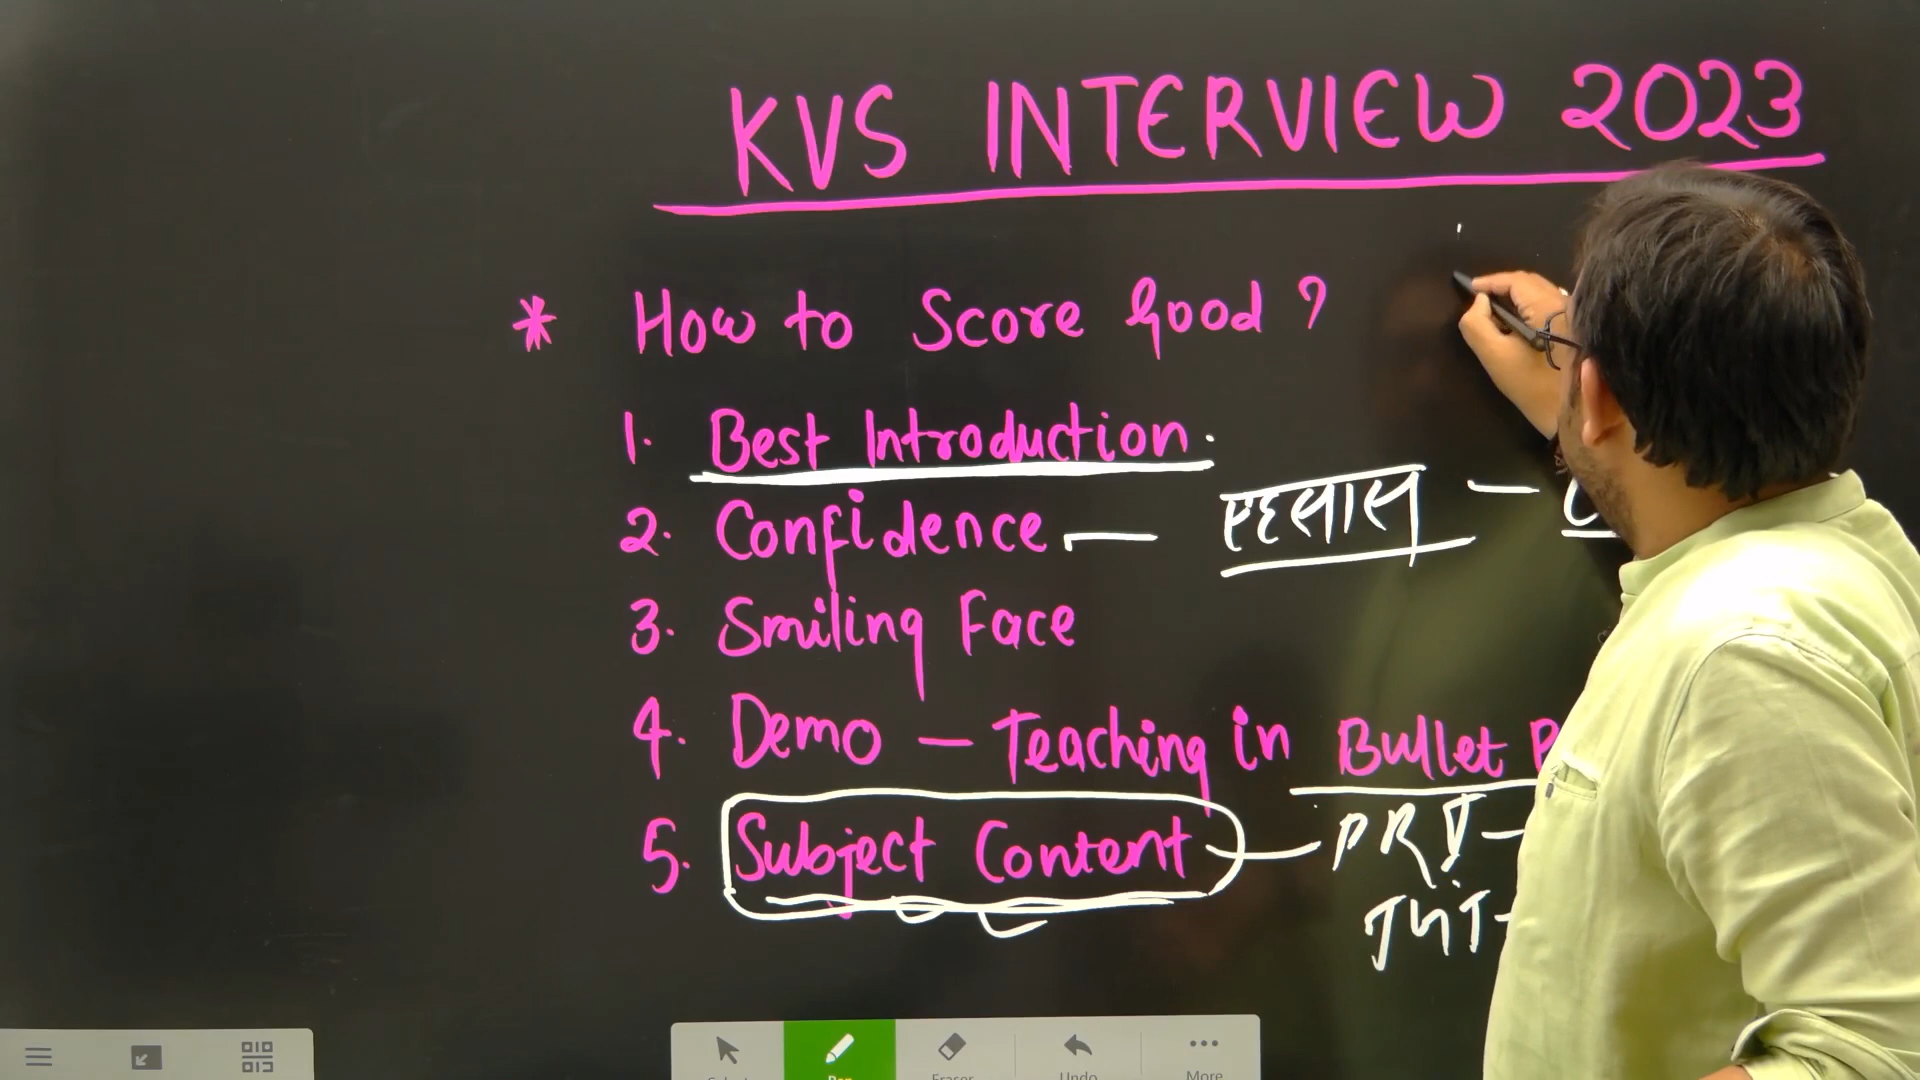 KVS INTERVIEW 2023
* How to Score Good ?
1. Best Introduction.
2. Confidence — एहसास —
3. Smiling Face
4. Demo — Teaching in Bullet
5. Subject Content — PRT —
TGT -
Pen
Eraser
Undo
More